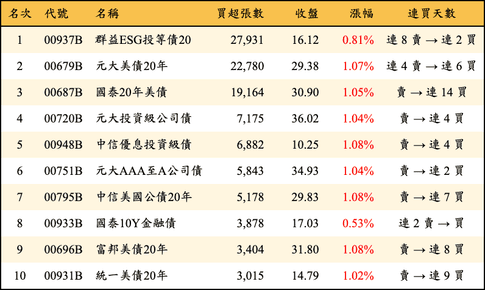 名次 代號 名稱 買超張數 收盤 漲幅 連買天數
1 00937B 群益ESG投等債20 27,931 16.12 0.81% 連 8 賣 → 連 2 買
2 00679B 元大美債20年 22,780 29.38 1.07% 連 4 賣 → 連 6 買
3 00687B 國泰20年美債 19,164 30.90 1.05% 賣 → 連 14 買
4 00720B 元大投資級公司債 7,175 36.02 1.04% 賣 → 連 4 買
5 00948B 中信優息投資級債 6,882 10.25 1.08% 賣 → 連 4 買
6 00751B 元大AAA至A公司債 5,843 34.93 1.04% 賣 → 連 2 買
7 00795B 中信美國公債20年 5,178 29.83 1.08% 賣 → 連 7 買
8 00933B 國泰10Y金融債 3,878 17.03 0.53% 連 2 賣 → 買
9 00696B 富邦美債20年 3,404 31.80 1.08% 賣 → 連 8 買
10 00931B 統一美債20年 3,015 14.79 1.02% 賣 → 連 9 買